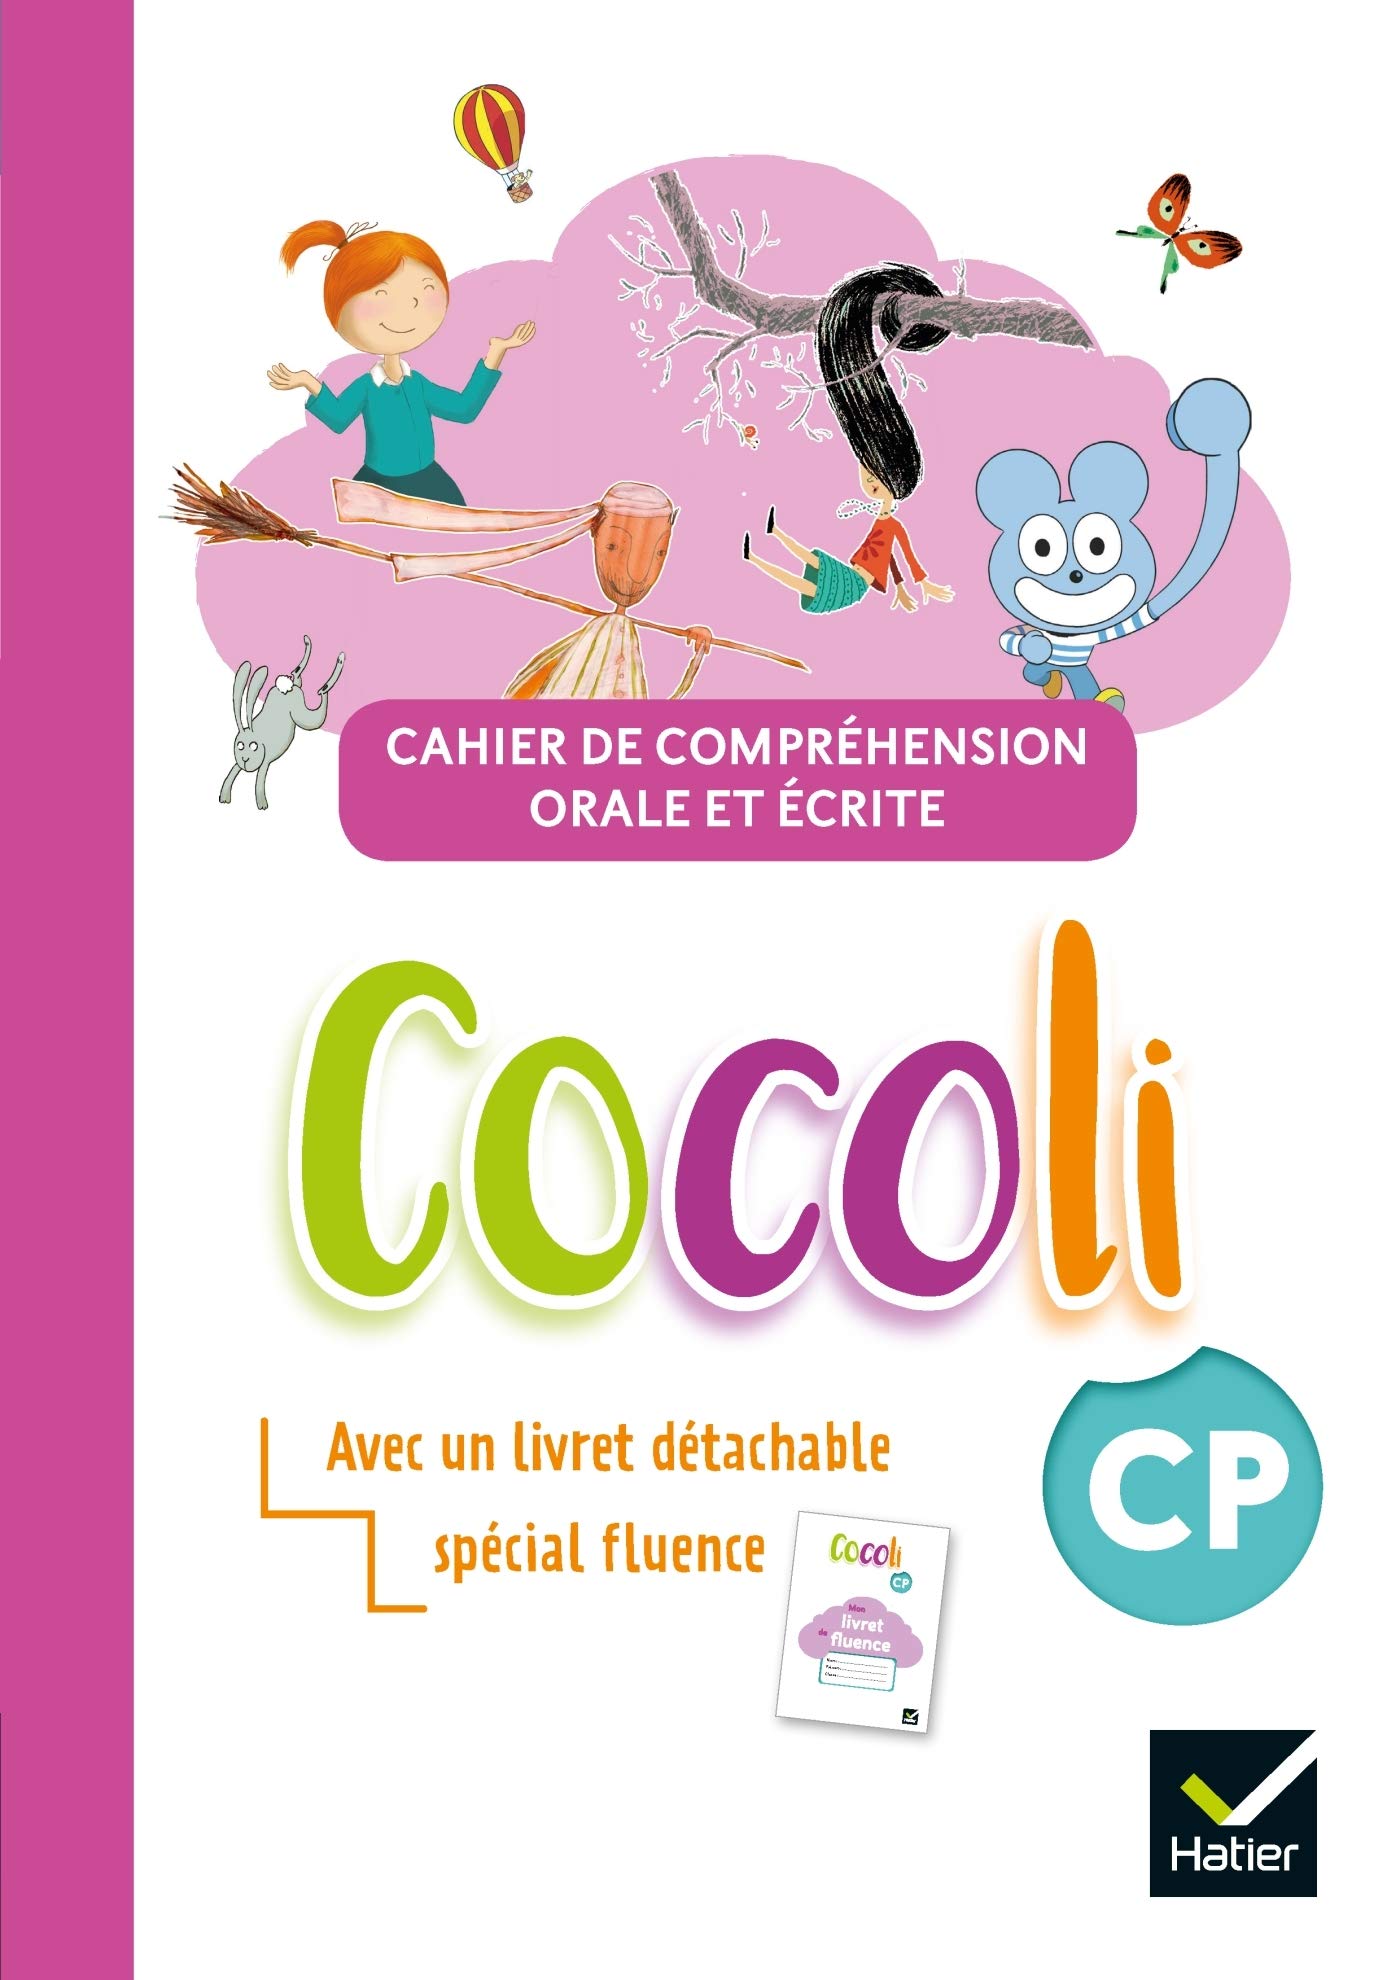 CAHIER DE COMPRÉHENSION
ORALE ET ÉCRITE
Cocoli
CP
Avec un livret détachable
spécial fluence
Cocoli
CP
Mon
livret
de fluence
Hatier
Hatier